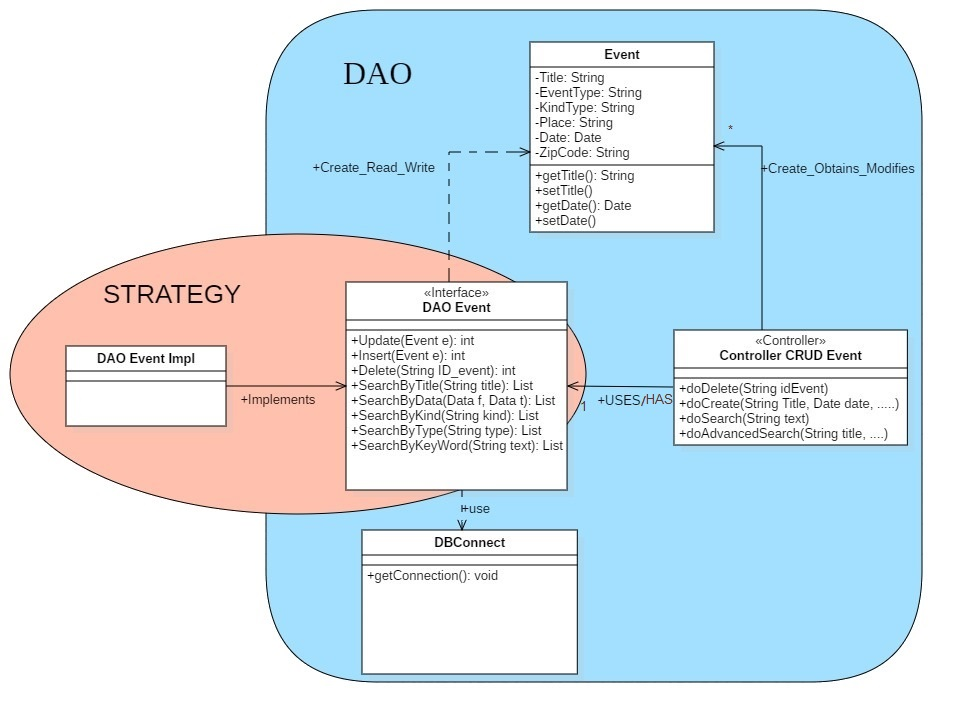 DAO
Event
-Title: String
-EventType: String
-KindType: String
-Place: String
-Date: Date
-ZipCode: String
+getTitle(): String
+setTitle()
+getDate(): Date
+setDate()
*
+Create_Read_Write
+Create_Obtains_Modifies
STRATEGY
«Interface»
DAO Event
+Update(Event e): int
+Insert(Event e): int
+Delete(String ID_event): int
+SearchByTitle(String title): List
+SearchByData(Data f, Data t): List
+SearchByKind(String kind): List
+SearchByType(String type): List
+SearchByKeyWord(String text): List
DAO Event Impl
+Implements
«Controller»
Controller CRUD Event
+doDelete(String idEvent)
+doCreate(String Title, Date date, .....)
+doSearch(String text)
+doAdvancedSearch(String title, ....)
+USES/HAS
1
+use
DBConnect
+getConnection(): void